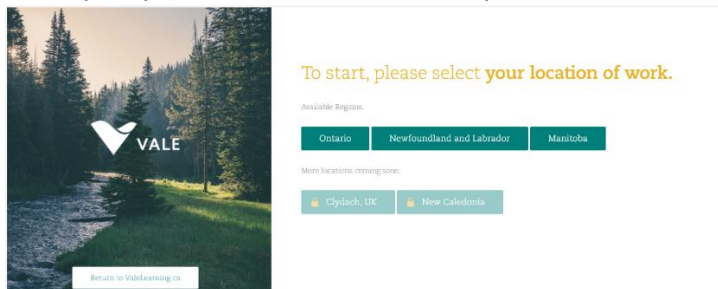 VALE
Return to ValeLearning.ca
To start, please select your location of work.
Available Regions.
Ontario
Newfoundland and Labrador
Manitoba
More locations coming soon.
Clydach, UK
New Caledonia